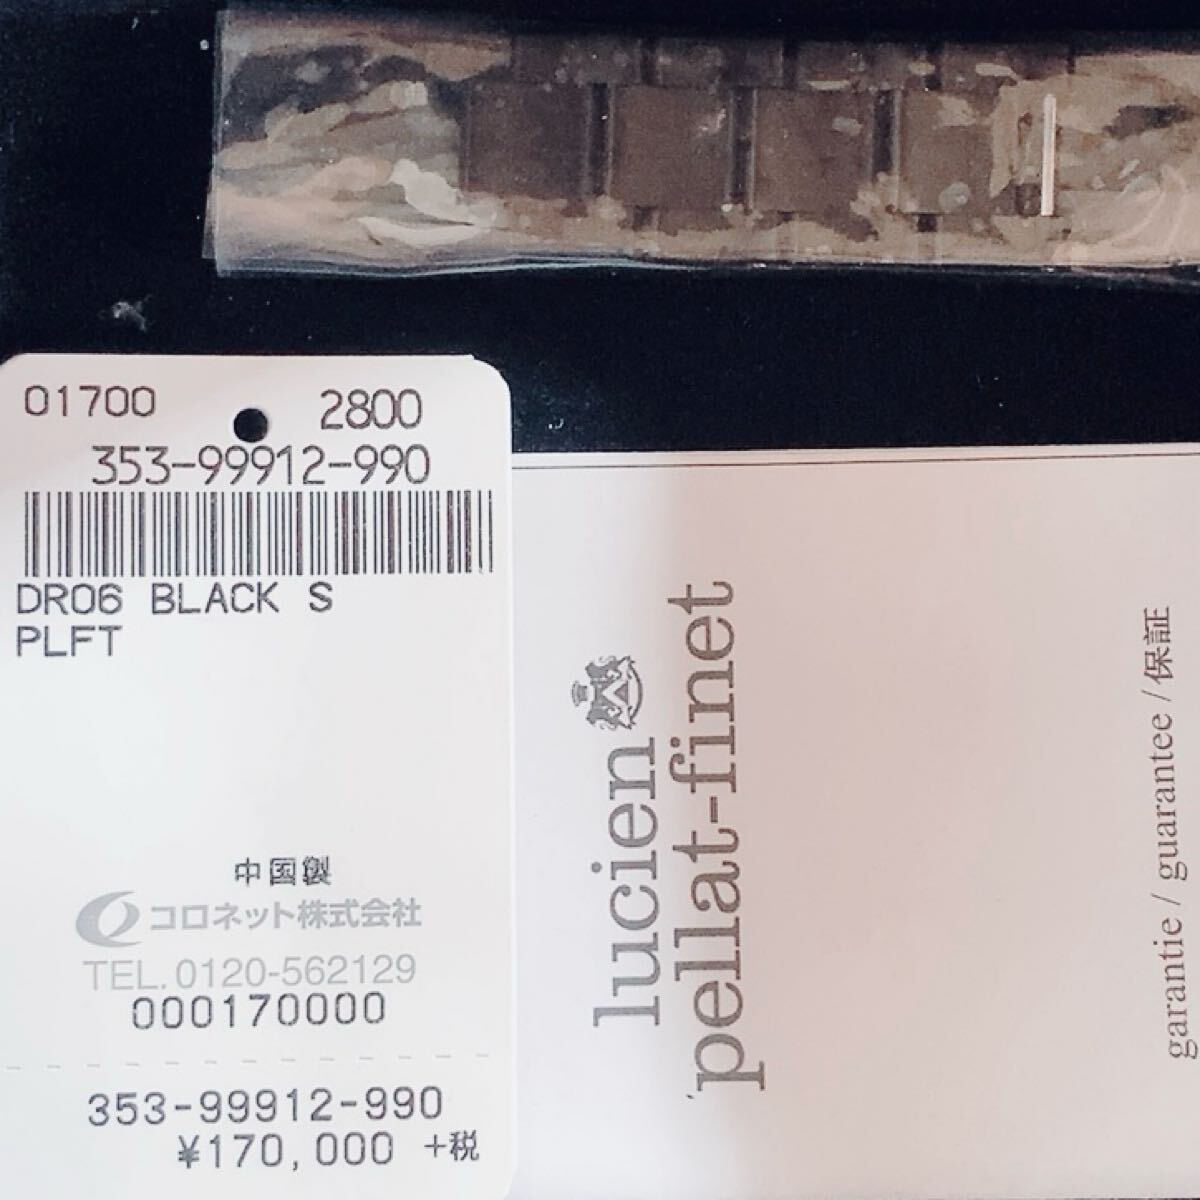 01700 2800
353-99912-990
DR06 BLACK S
PLFT
中国製
コロネット株式会社
TEL.0120-562129
000170000
353-99912-990
¥170,000 +税
lucien
pellat-finet
garantie / guarantee / 保証